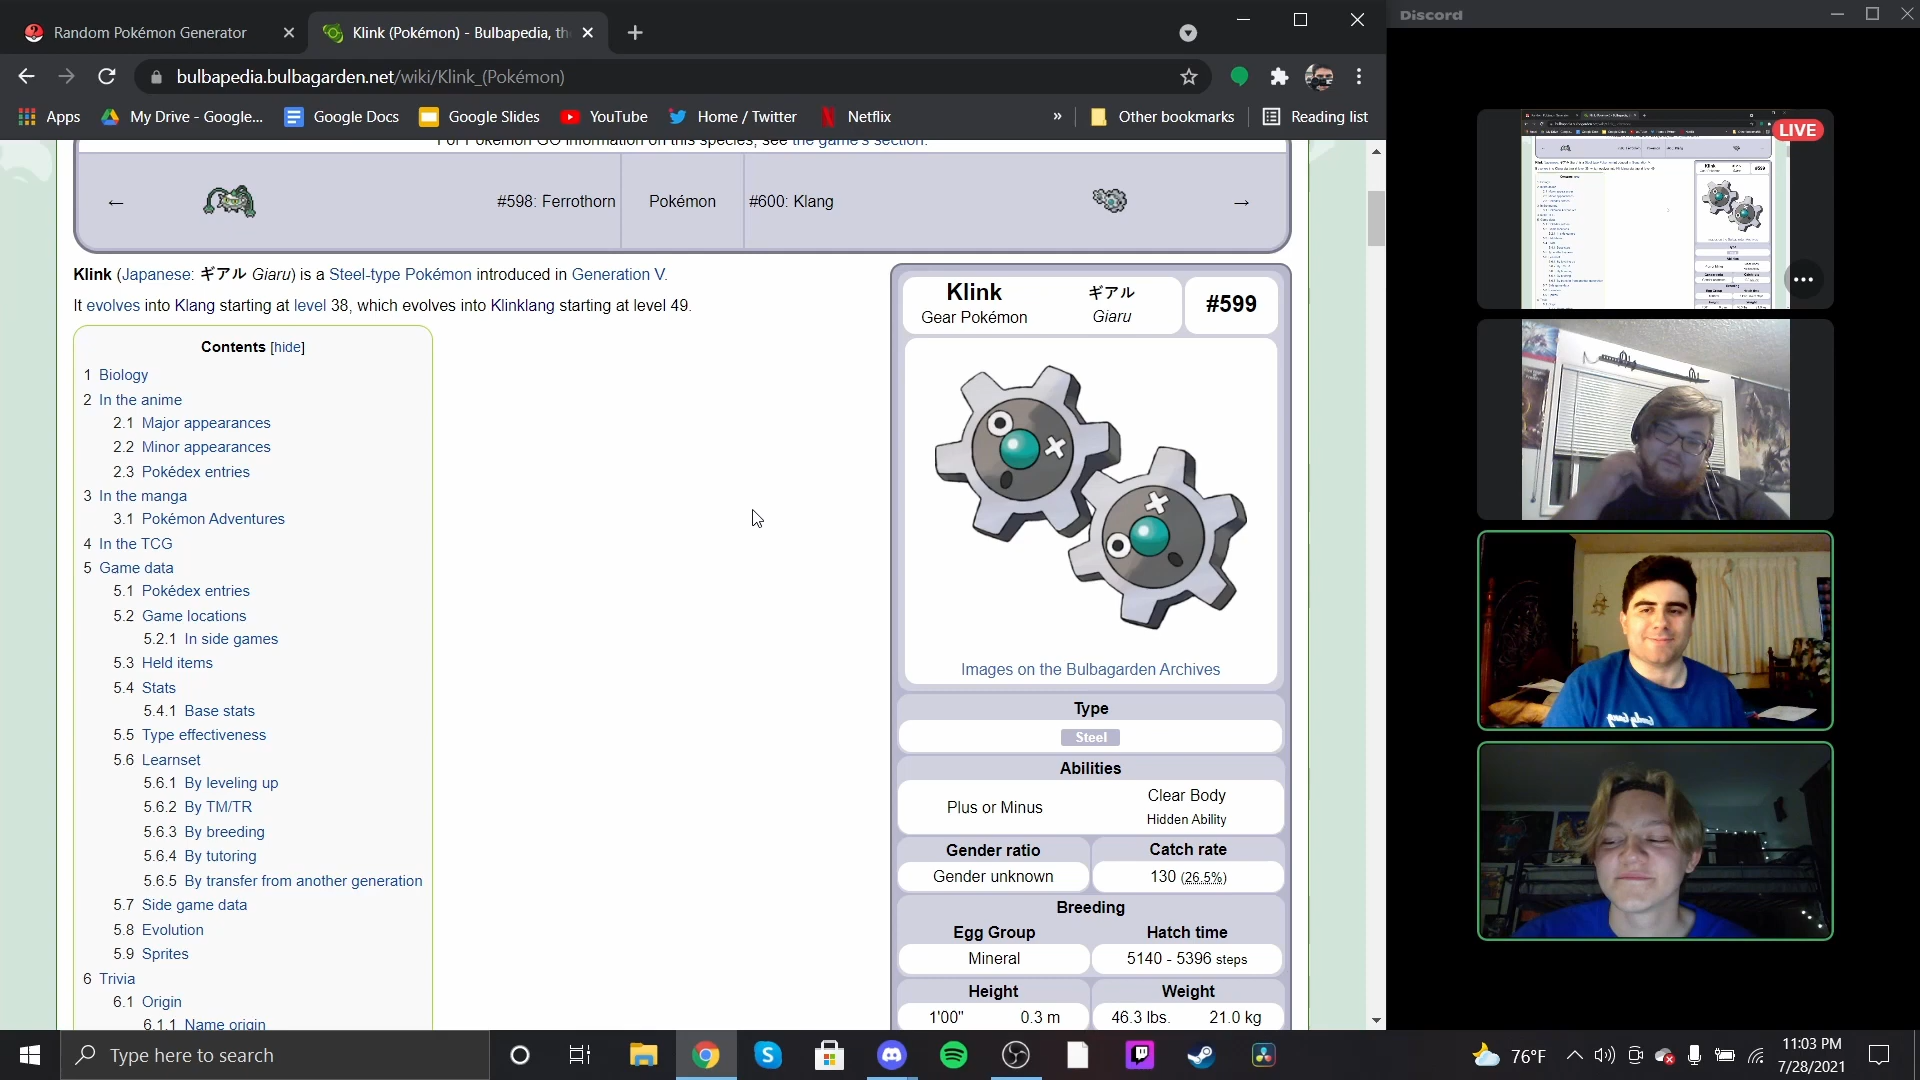 Random Pokémon Generator
Klink (Pokémon) - Bulbapedia, th
Discord
bulbapedia.bulbagarden.net/wiki/Klink_(Pokémon)
Apps
My Drive - Google...
Google Docs
Google Slides
YouTube
Home / Twitter
Netflix
»
Other bookmarks
Reading list
For Pokémon GO information on this species, see the game's section.
← #598: Ferrothorn Pokémon #600: Klang →
Klink (Japanese: ギアル Giaru) is a Steel-type Pokémon introduced in Generation V.
It evolves into Klang starting at level 38, which evolves into Klinklang starting at level 49.
Contents [hide]
1 Biology
2 In the anime
2.1 Major appearances
2.2 Minor appearances
2.3 Pokédex entries
3 In the manga
3.1 Pokémon Adventures
4 In the TCG
5 Game data
5.1 Pokédex entries
5.2 Game locations
5.2.1 In side games
5.3 Held items
5.4 Stats
5.4.1 Base stats
5.5 Type effectiveness
5.6 Learnset
5.6.1 By leveling up
5.6.2 By TM/TR
5.6.3 By breeding
5.6.4 By tutoring
5.6.5 By transfer from another generation
5.7 Side game data
5.8 Evolution
5.9 Sprites
6 Trivia
6.1 Origin
6.1.1 Name origin
Klink
Gear Pokémon
ギアル
Giaru
#599
Images on the Bulbagarden Archives
Type
Steel
Abilities
Plus or Minus
Clear Body
Hidden Ability
Gender ratio
Gender unknown
Catch rate
130 (26.5%)
Breeding
Egg Group
Mineral
Hatch time
5140 - 5396 steps
Height
1'00" 0.3 m
Weight
46.3 lbs. 21.0 kg
LIVE
Klink
#599
Type here to search
76°F
11:03 PM
7/28/2021